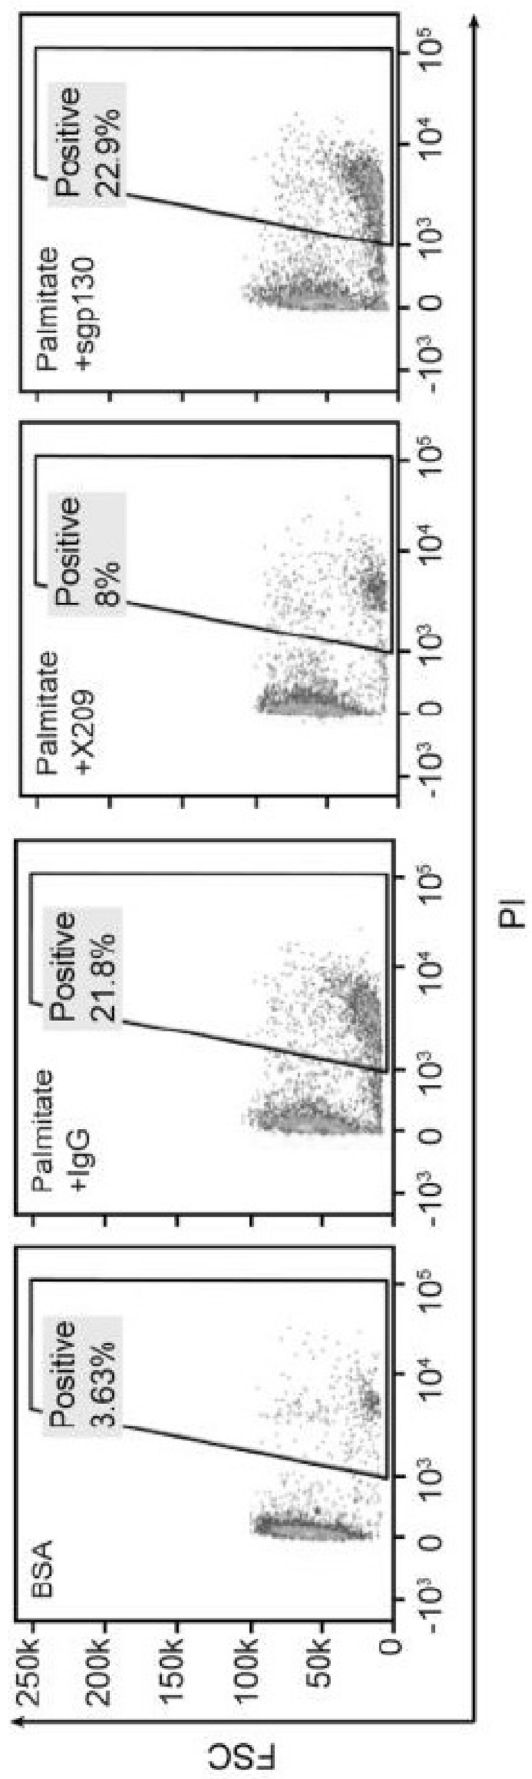 BSA
Positive
3.63%
Palmitate
+IgG
Positive
21.8%
Palmitate
+X209
Positive
8%
Palmitate
+sgp130
Positive
22.9%
FSC
250k
200k
150k
100k
50k
0
-10³ 0 10³ 10⁴ 10⁵
-10³ 0 10³ 10⁴ 10⁵
-10³ 0 10³ 10⁴ 10⁵
-10³ 0 10³ 10⁴ 10⁵
PI